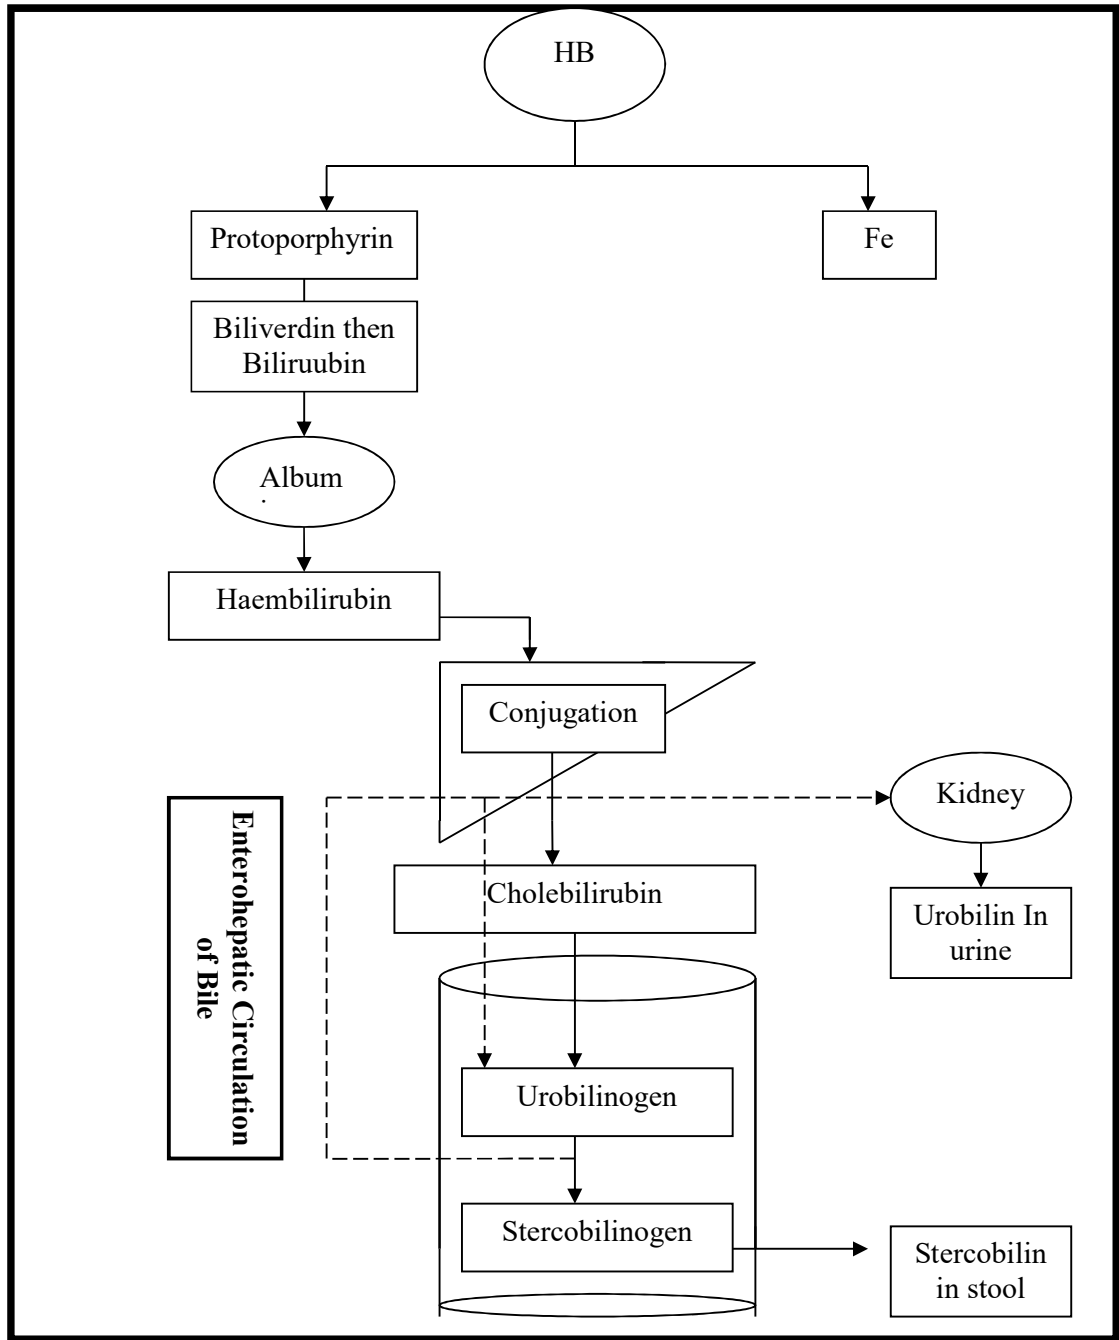 HB
Protoporphyrin
Fe
Biliverdin then
Biliruubin
Album
Haembilirubin
Conjugation
Kidney
Enterohepatic Circulation
of Bile
Cholebilirubin
Urobilin In
urine
Urobilinogen
Stercobilinogen
Stercobilin
in stool